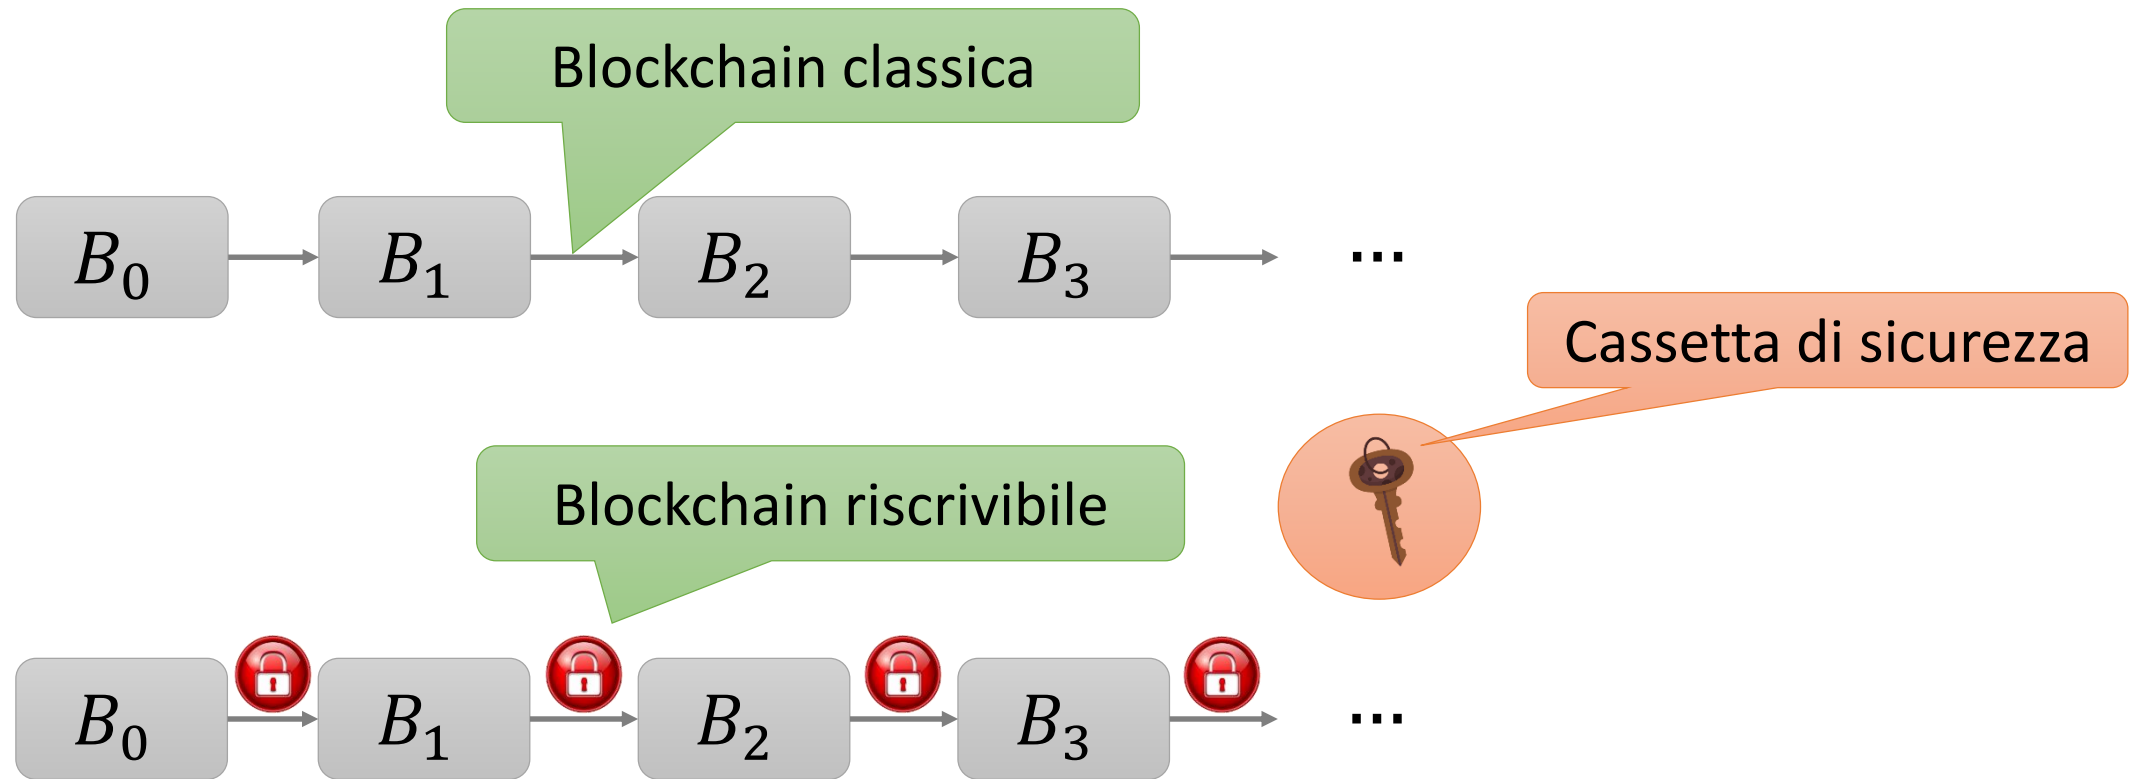 Blockchain classica
B0 B1 B2 B3 ...
Cassetta di sicurezza
Blockchain riscrivibile
B0 B1 B2 B3 ...